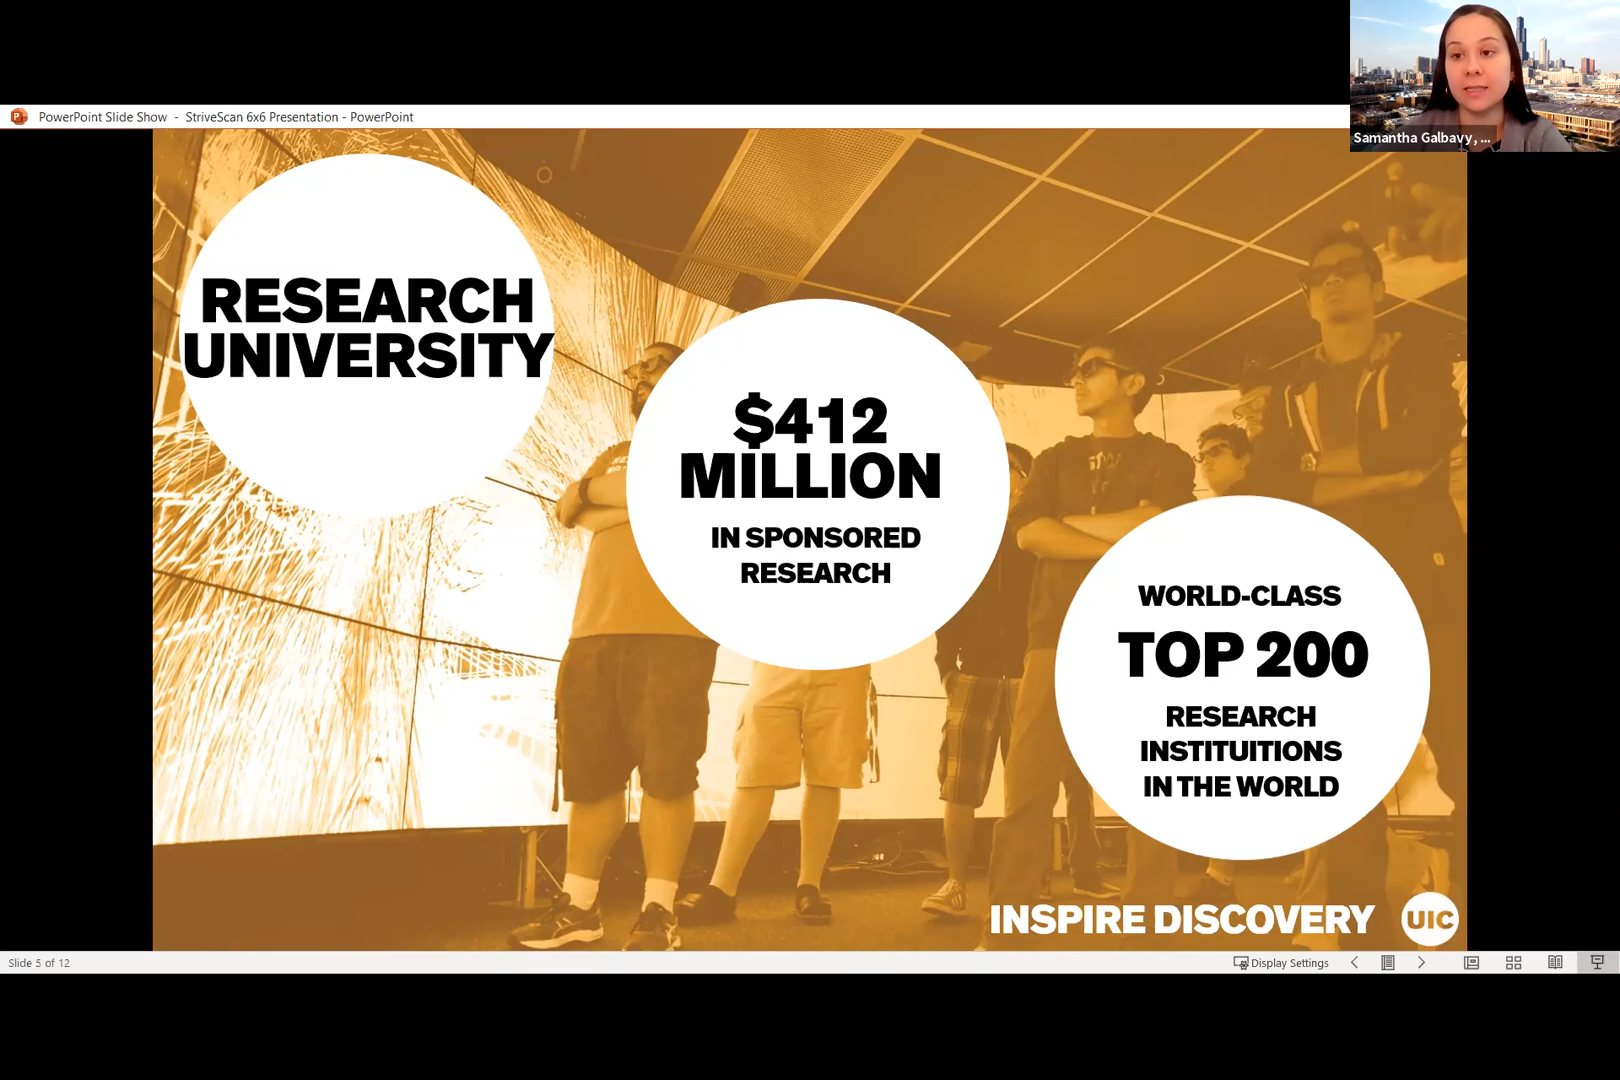 PowerPoint Slide Show - StriveScan 6x6 Presentation - PowerPoint
Samantha Galbavy, ...
RESEARCH
UNIVERSITY
$412
MILLION
IN SPONSORED
RESEARCH
WORLD-CLASS
TOP 200
RESEARCH
INSTITUITIONS
IN THE WORLD
INSPIRE DISCOVERY
UIC
Slide 5 of 12
Display Settings